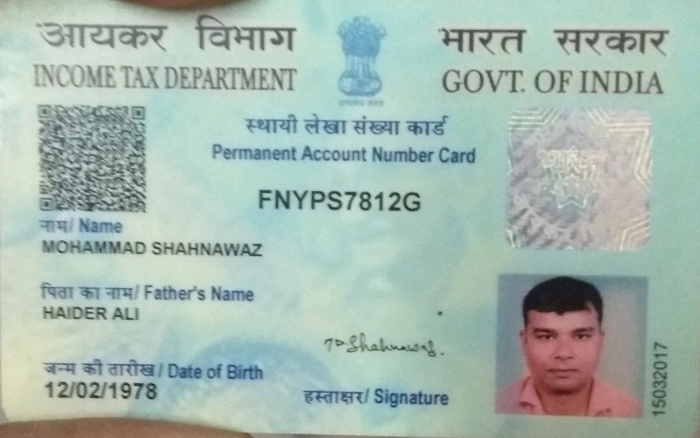 आयकर विभाग
INCOME TAX DEPARTMENT
भारत सरकार
GOVT. OF INDIA
स्थायी लेखा संख्या कार्ड
Permanent Account Number Card
FNYPS7812G
नाम/ Name
MOHAMMAD SHAHNAWAZ
पिता का नाम/ Father's Name
HAIDER ALI
जन्म की तारीख/ Date of Birth
12/02/1978
Shahnawaz.
हस्ताक्षर/ Signature
15032017